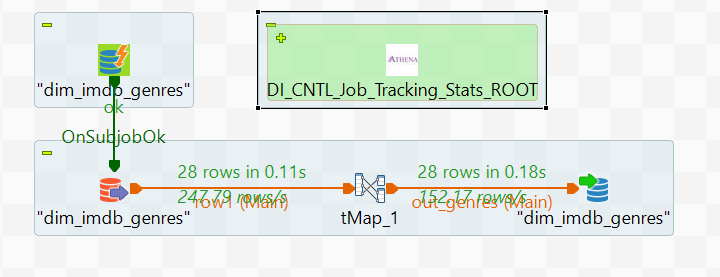 ATHENA
"dim_imdb_genres"
DI_CNTL_Job_Tracking_Stats_ROOT
ok
OnSubjobOk
28 rows in 0.11s
28 rows in 0.18s
247.79 rows/s
152.17 rows/s
row1 (Main)
out_genres (Main)
"dim_imdb_genres"
tMap_1
"dim_imdb_genres"